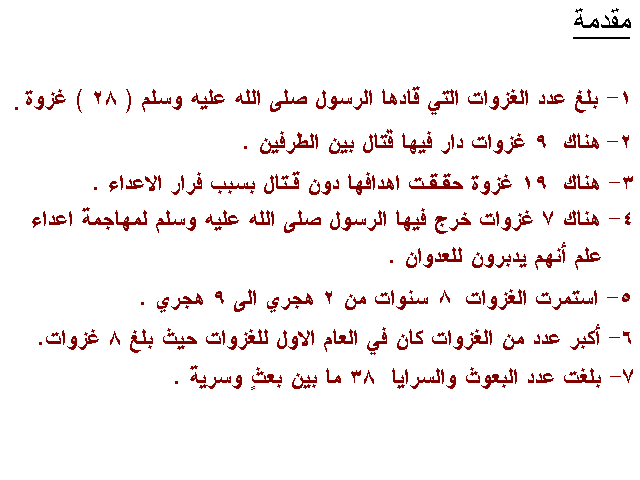 مقدمة
١- بلغ عدد الغزوات التي قادها الرسول صلى الله عليه وسلم ( ٢٨ ) غزوة .
٢- هناك ٩ غزوات دار فيها قتال بين الطرفين .
٣- هناك ١٩ غزوة حققت اهدافها دون قتال بسبب فرار الاعداء .
٤- هناك ٧ غزوات خرج فيها الرسول صلى الله عليه وسلم لمهاجمة اعداء
علم أنهم يدبرون للعدوان .
٥- استمرت الغزوات ٨ سنوات من ٢ هجري الى ٩ هجري .
٦- أكبر عدد من الغزوات كان في العام الاول للغزوات حيث بلغ ٨ غزوات.
٧- بلغت عدد البعوث والسرايا ٣٨ ما بين بعثٍ وسرية .